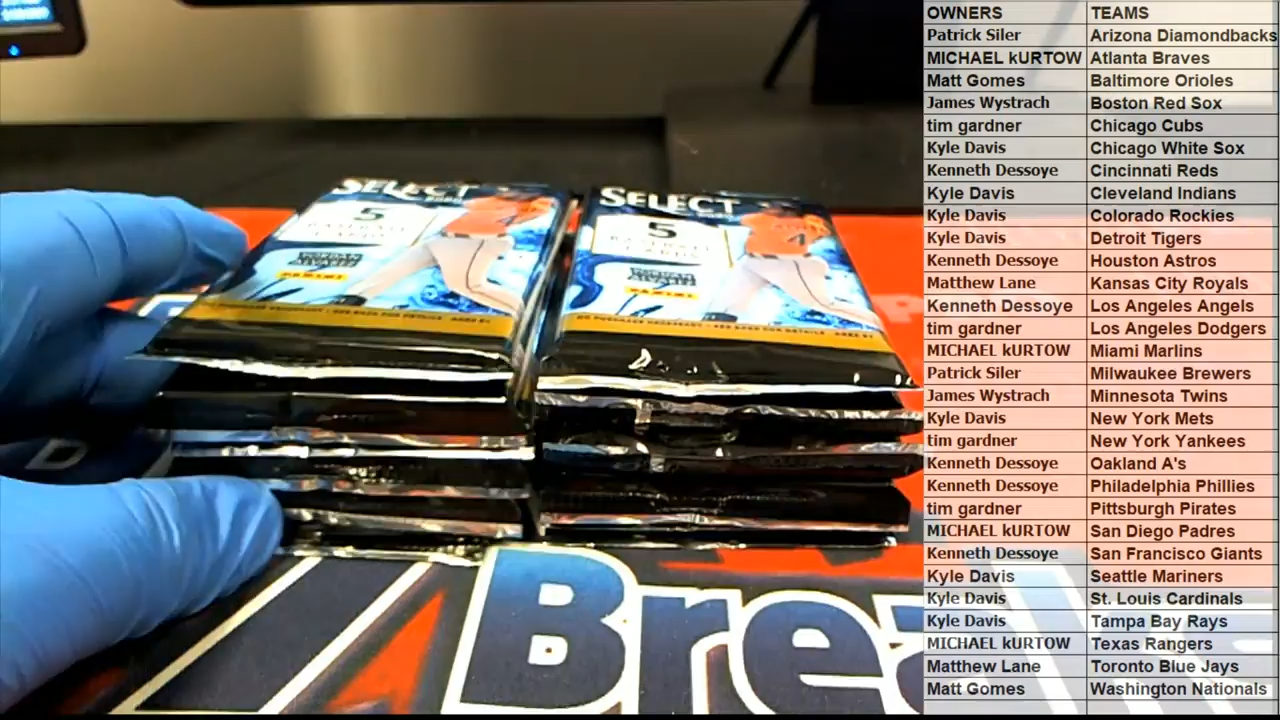 OWNERS TEAMS
Patrick Siler Arizona Diamondbacks
MICHAEL kURTOW Atlanta Braves
Matt Gomes Baltimore Orioles
James Wystrach Boston Red Sox
tim gardner Chicago Cubs
Kyle Davis Chicago White Sox
Kenneth Dessoye Cincinnati Reds
Kyle Davis Cleveland Indians
Kyle Davis Colorado Rockies
Kyle Davis Detroit Tigers
Kenneth Dessoye Houston Astros
Matthew Lane Kansas City Royals
Kenneth Dessoye Los Angeles Angels
tim gardner Los Angeles Dodgers
MICHAEL kURTOW Miami Marlins
Patrick Siler Milwaukee Brewers
James Wystrach Minnesota Twins
Kyle Davis New York Mets
tim gardner New York Yankees
Kenneth Dessoye Oakland A's
Kenneth Dessoye Philadelphia Phillies
tim gardner Pittsburgh Pirates
MICHAEL kURTOW San Diego Padres
Kenneth Dessoye San Francisco Giants
Kyle Davis Seattle Mariners
Kyle Davis St. Louis Cardinals
Kyle Davis Tampa Bay Rays
MICHAEL kURTOW Texas Rangers
Matthew Lane Toronto Blue Jays
Matt Gomes Washington Nationals
SELECT
2020
5
BASEBALL
CARDS
PANINI
SELECT
2020
5
BASEBALL
CARDS
PANINI
D
Brea